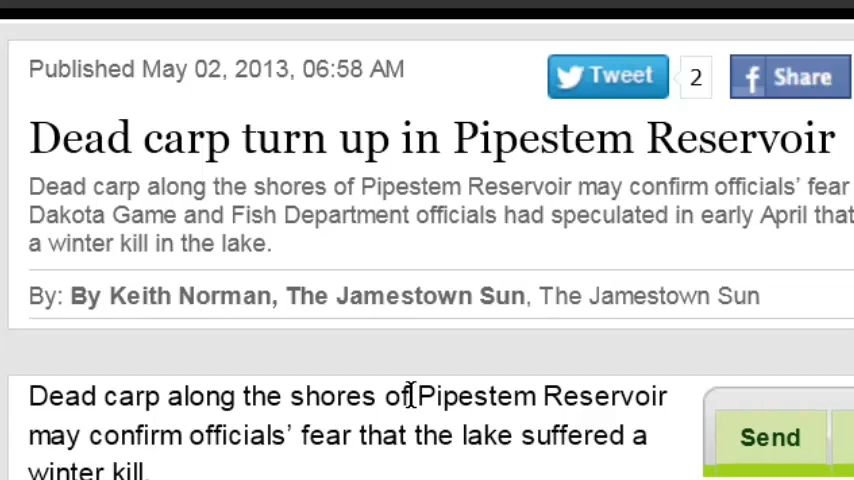 Published May 02, 2013, 06:58 AM
Tweet
2
Share
Dead carp turn up in Pipestem Reservoir
Dead carp along the shores of Pipestem Reservoir may confirm officials’ fear
Dakota Game and Fish Department officials had speculated in early April that
a winter kill in the lake.
By: By Keith Norman, The Jamestown Sun, The Jamestown Sun
Dead carp along the shores of Pipestem Reservoir
may confirm officials’ fear that the lake suffered a
winter kill.
Send